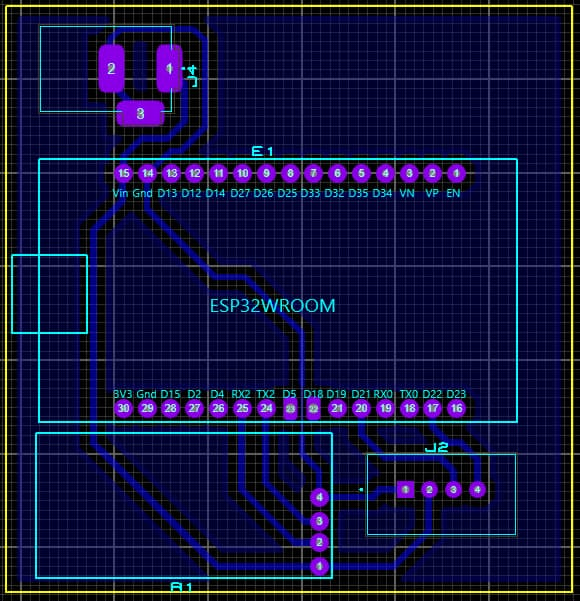 2 1 J4
3
E1
15 14 13 12 11 10 9 8 7 6 5 4 3 2 1
Vin Gnd D13 D12 D14 D27 D26 D25 D33 D32 D35 D34 VN VP EN
ESP32WROOM
3V3 Gnd D15 D2 D4 RX2 TX2 D5 D18 D19 D21 RX0 TX0 D22 D23
30 29 28 27 26 25 24 23 22 21 20 19 18 17 16
J2
4
3
2
1
1 2 3 4
A1